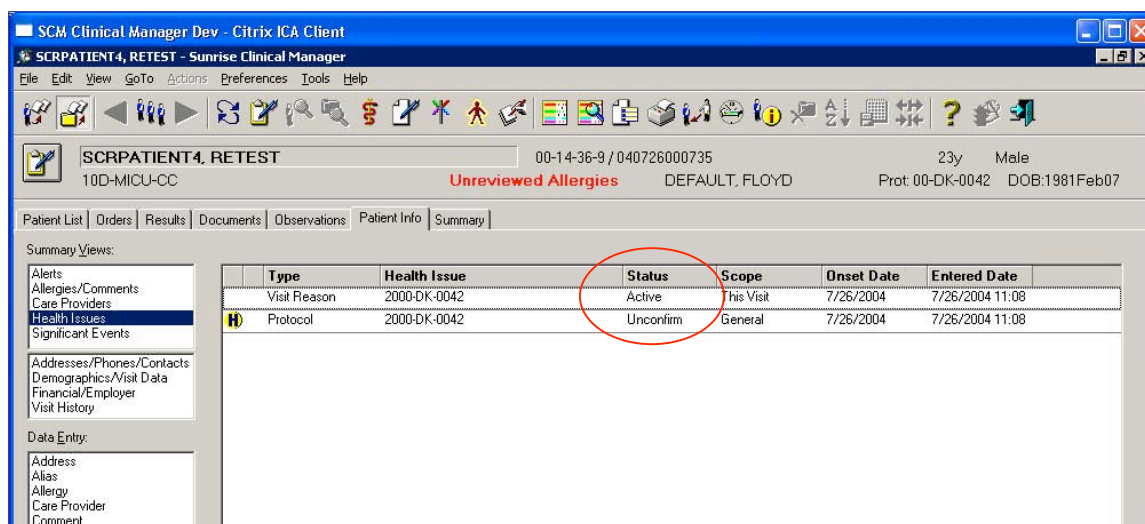 SCM Clinical Manager Dev - Citrix ICA Client
SCRPATIENT4, RETEST - Sunrise Clinical Manager
File Edit View GoTo Actions Preferences Tools Help
SCRPATIENT4, RETEST 00-14-36-9 / 040726000735 23y Male
10D-MICU-CC Unreviewed Allergies DEFAULT, FLOYD Prot: 00-DK-0042 DOB:1981Feb07
Patient List Orders Results Documents Observations Patient Info Summary
Summary Views:
Alerts
Allergies/Comments
Care Providers
Health Issues
Significant Events
Addresses/Phones/Contacts
Demographics/Visit Data
Financial/Employer
Visit History
Data Entry:
Address
Alias
Allergy
Care Provider
Comment
Type Health Issue Status Scope Onset Date Entered Date
Visit Reason 2000-DK-0042 Active This Visit 7/26/2004 7/26/2004 11:08
H Protocol 2000-DK-0042 Unconfirm General 7/26/2004 7/26/2004 11:08